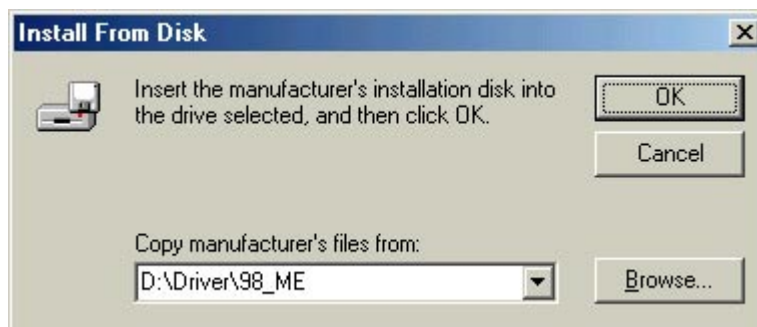 Install From Disk
Insert the manufacturer's installation disk into
the drive selected, and then click OK.
OK
Cancel
Copy manufacturer's files from:
D:\Driver\98_ME
Browse...